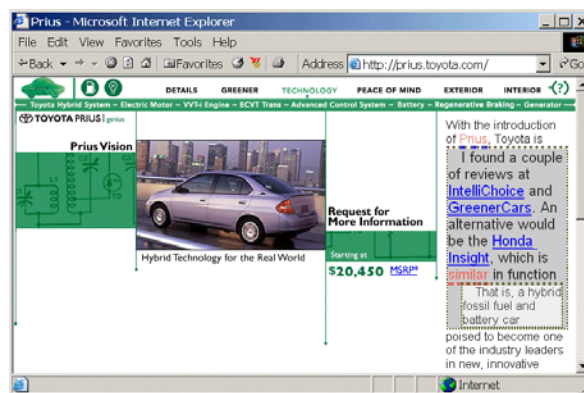 Prius - Microsoft Internet Explorer
File Edit View Favorites Tools Help
Back Favorites Address http://prius.toyota.com/ Go
DETAILS GREENER TECHNOLOGY PEACE OF MIND EXTERIOR INTERIOR (?)
Toyota Hybrid System – Electric Motor – VVT-i Engine – ECVT Trans – Advanced Control System – Battery – Regenerative Braking – Generator
TOYOTA PRIUS | genius
Prius Vision
Hybrid Technology for the Real World
Request for
More Information
Starting at
$20,450 MSRP*
With the introduction
of Prius, Toyota is
I found a couple
of reviews at
IntelliChoice and
GreenerCars. An
alternative would
be the Honda
Insight, which is
similar in function
That is, a hybrid
fossil fuel and
battery car
poised to become one
of the industry leaders
in new, innovative
Internet